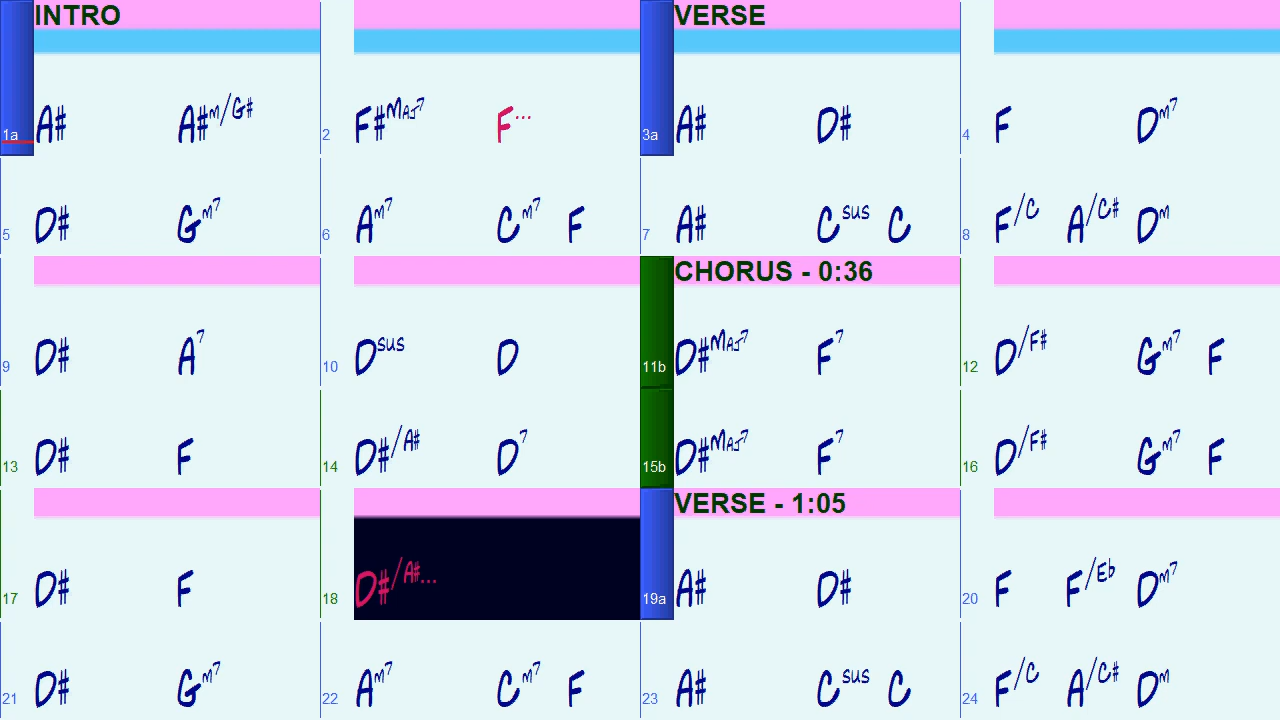 INTRO VERSE
1a A# A#m/G# 2 F#Maj7 F... 3a A# D# 4 F Dm7
5 D# Gm7 6 Am7 Cm7 F 7 A# Csus C 8 F/C A/C# Dm
CHORUS - 0:36
9 D# A7 10 Dsus D 11b D#Maj7 F7 12 D/F# Gm7 F
13 D# F 14 D#/A# D7 15b D#Maj7 F7 16 D/F# Gm7 F
VERSE - 1:05
17 D# F 18 D#/A#... 19a A# D# 20 F F/Eb Dm7
21 D# Gm7 22 Am7 Cm7 F 23 A# Csus C 24 F/C A/C# Dm